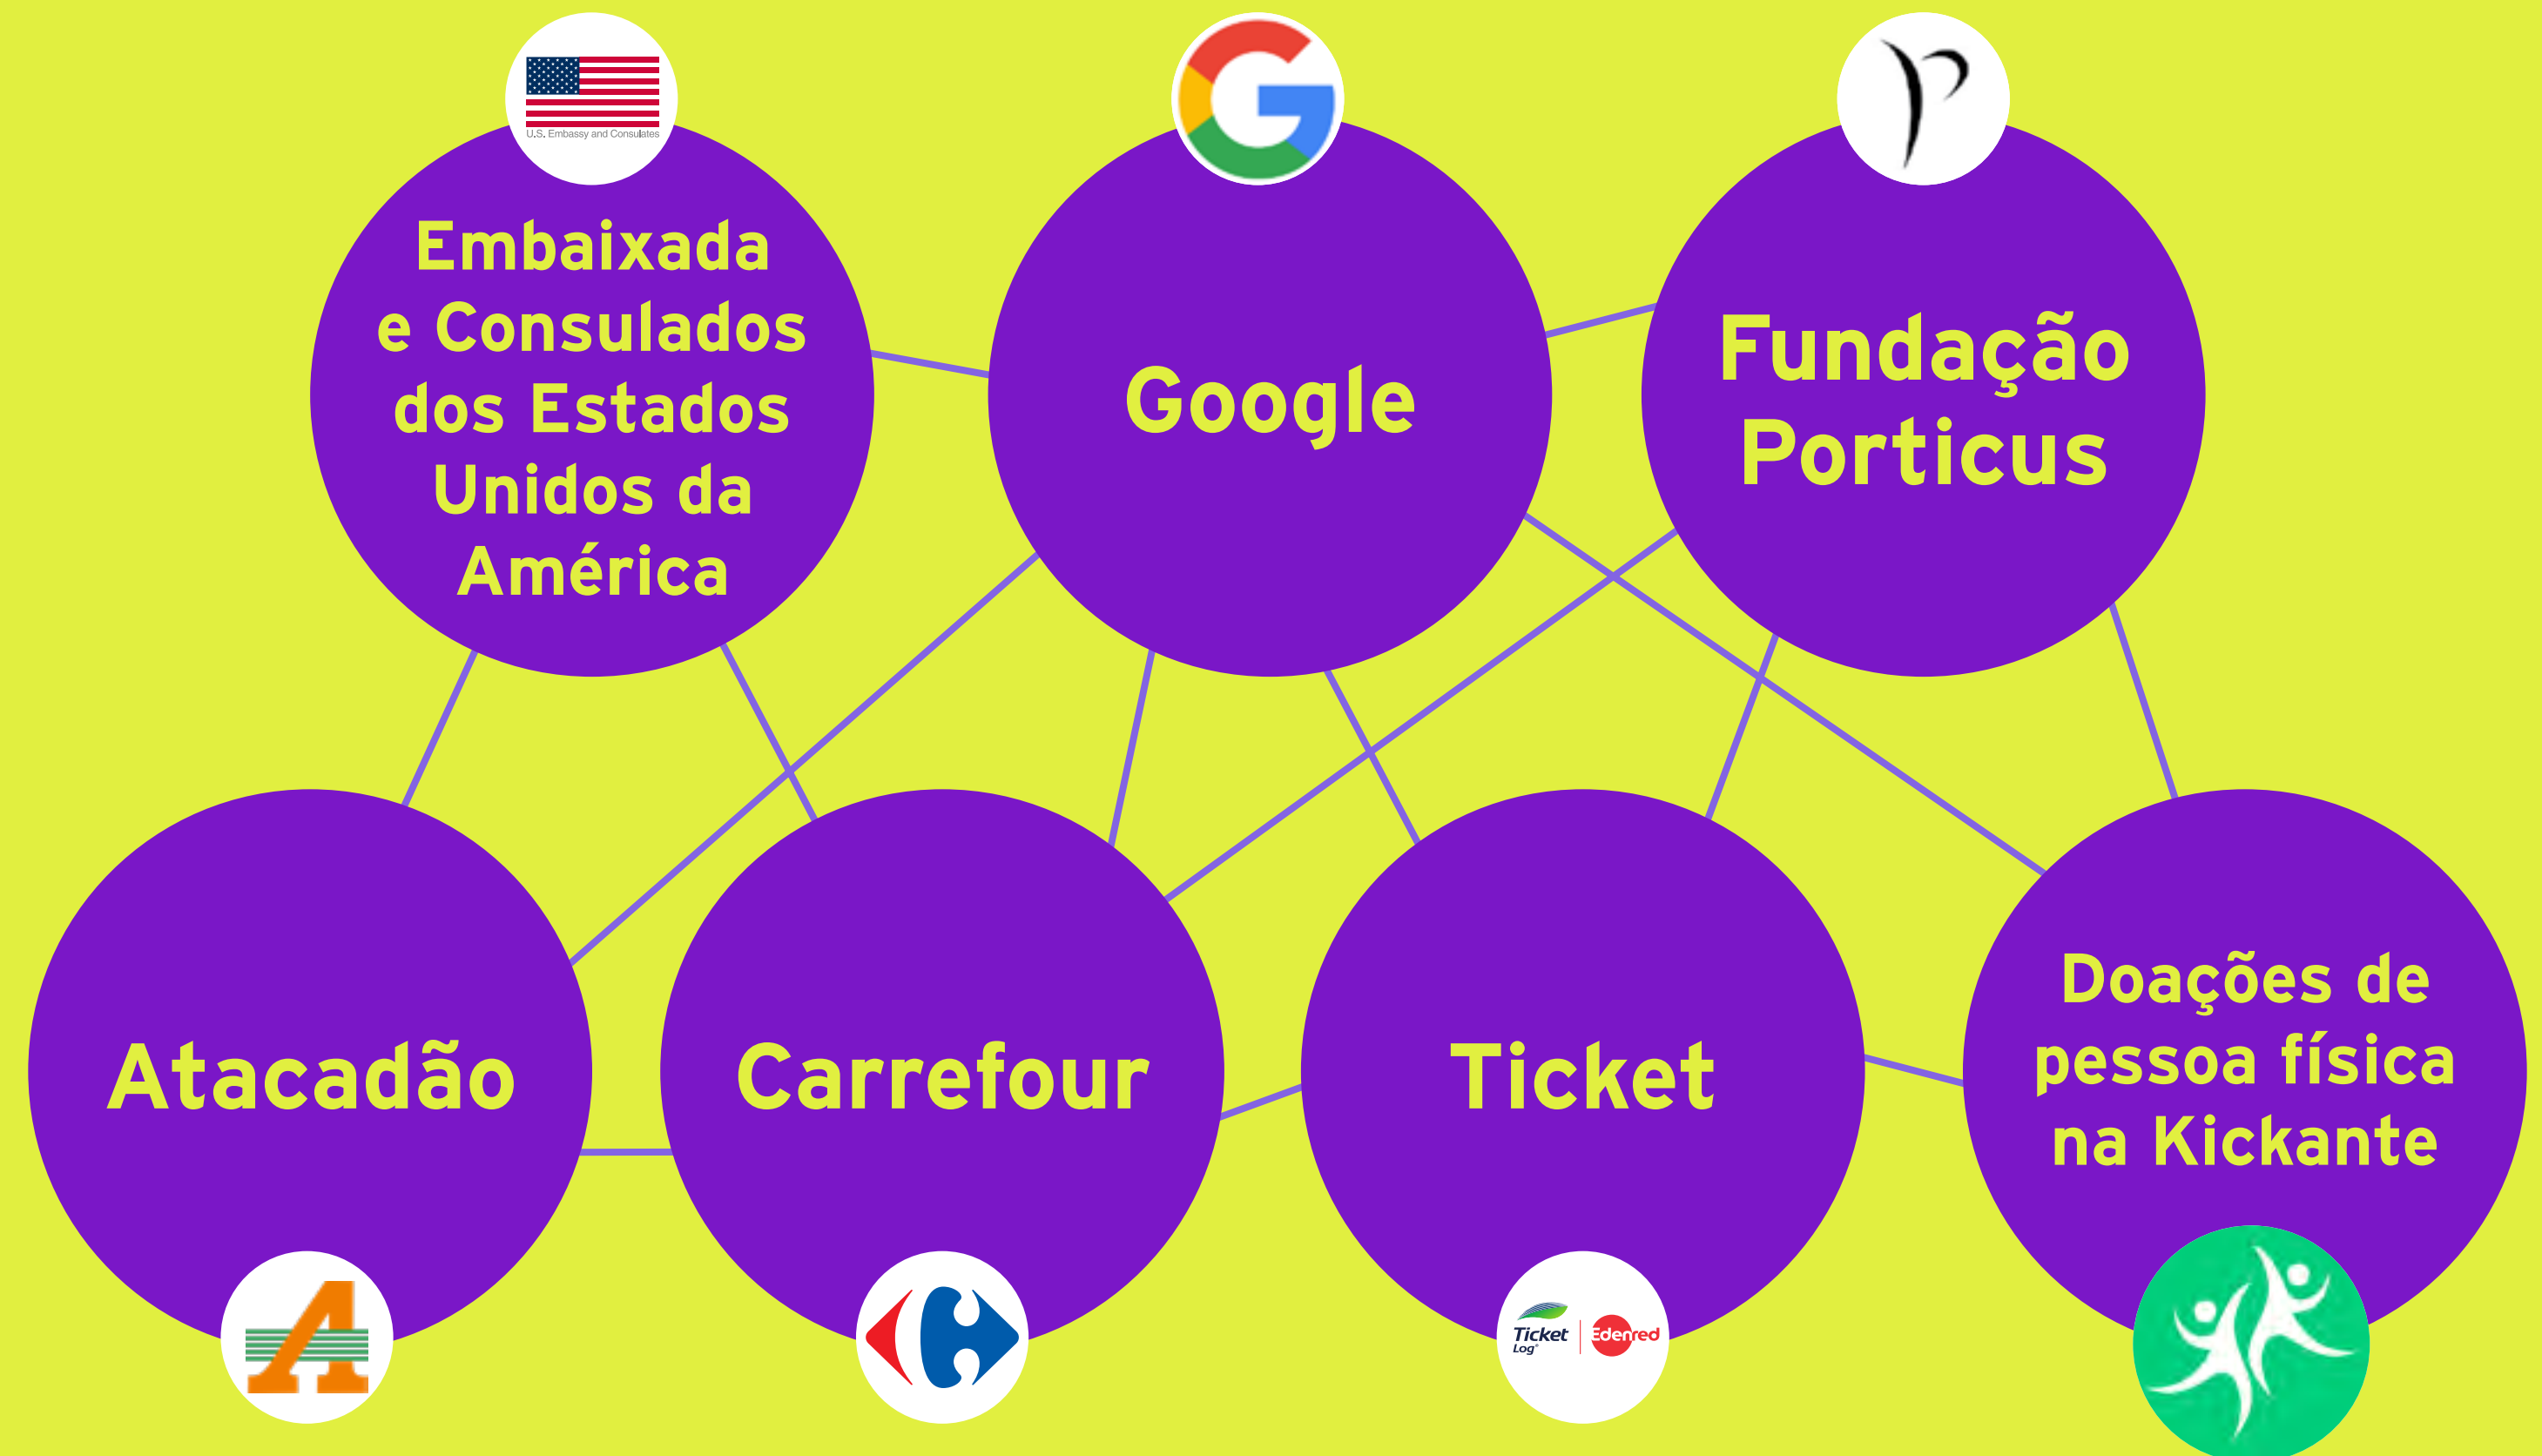 U.S. Embassy and Consulates
Embaixada
e Consulados
dos Estados
Unidos da
América
Google
Fundação
Porticus
Atacadão
Carrefour
Ticket
Doações de
pessoa física
na Kickante
Ticket
Log®
Edenred